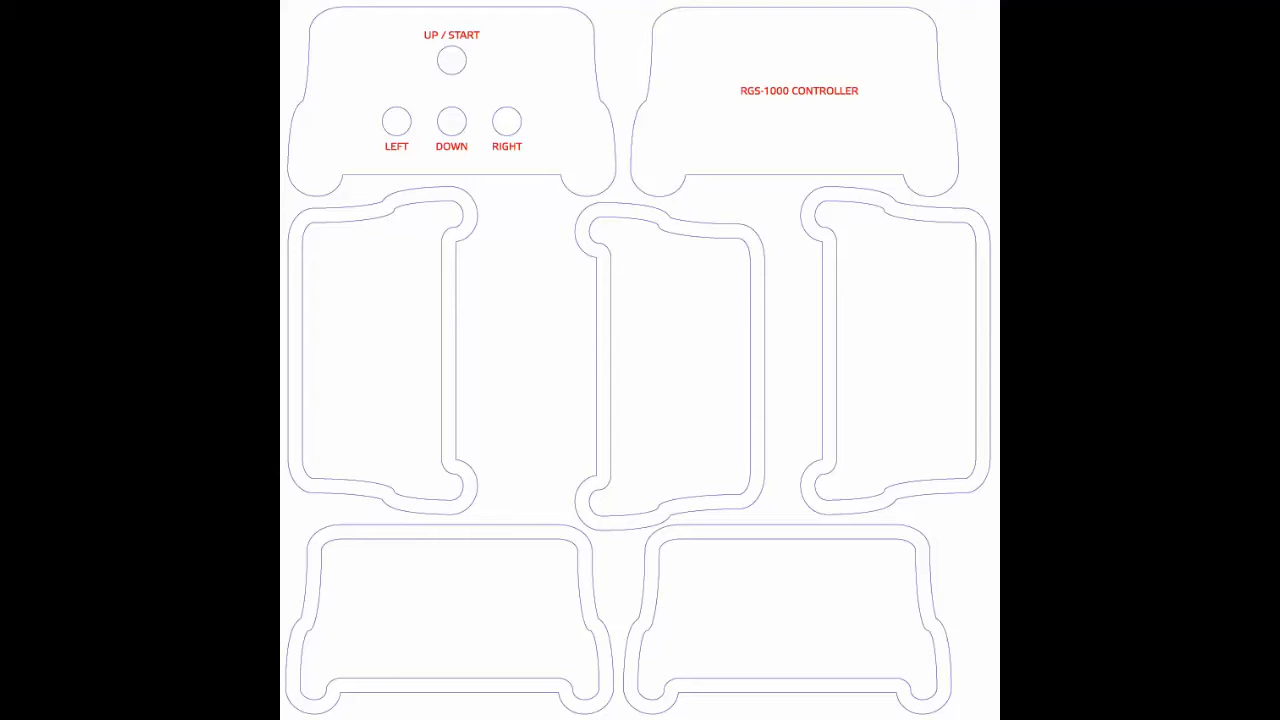 UP / START
LEFT
DOWN
RIGHT
RGS-1000 CONTROLLER